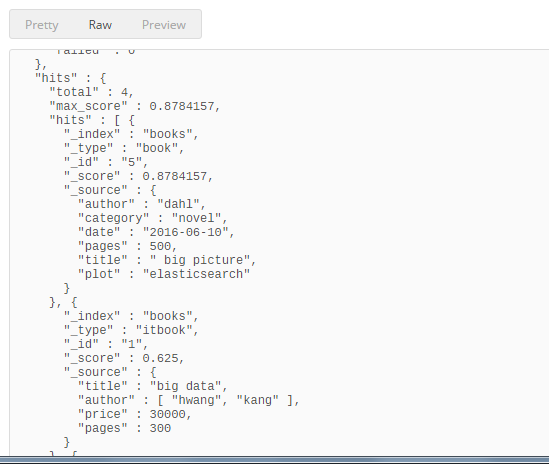 Pretty Raw Preview
"failed" : 0
},
"hits" : {
"total" : 4,
"max_score" : 0.8784157,
"hits" : [ {
"_index" : "books",
"_type" : "book",
"_id" : "5",
"_score" : 0.8784157,
"_source" : {
"author" : "dahl",
"category" : "novel",
"date" : "2016-06-10",
"pages" : 500,
"title" : " big picture",
"plot" : "elasticsearch"
}
}, {
"_index" : "books",
"_type" : "itbook",
"_id" : "1",
"_score" : 0.625,
"_source" : {
"title" : "big data",
"author" : [ "hwang", "kang" ],
"price" : 30000,
"pages" : 300
}
}, {